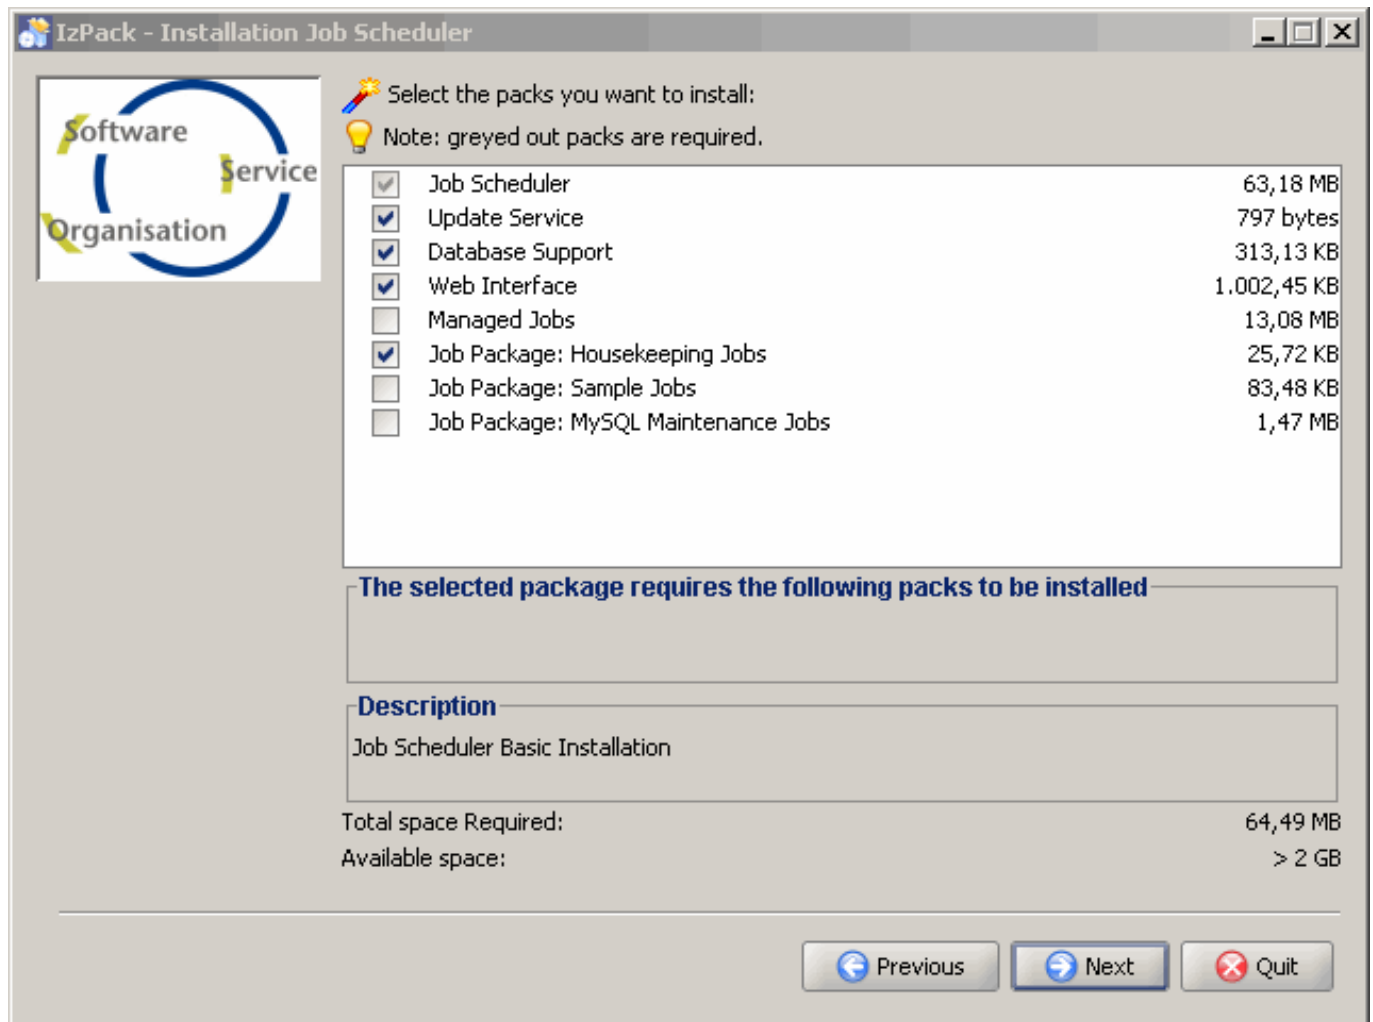 IzPack - Installation Job Scheduler
Software
Service
Organisation
Select the packs you want to install:
Note: greyed out packs are required.
Job Scheduler 63,18 MB
Update Service 797 bytes
Database Support 313,13 KB
Web Interface 1.002,45 KB
Managed Jobs 13,08 MB
Job Package: Housekeeping Jobs 25,72 KB
Job Package: Sample Jobs 83,48 KB
Job Package: MySQL Maintenance Jobs 1,47 MB
The selected package requires the following packs to be installed
Description
Job Scheduler Basic Installation
Total space Required: 64,49 MB
Available space: > 2 GB
Previous Next Quit